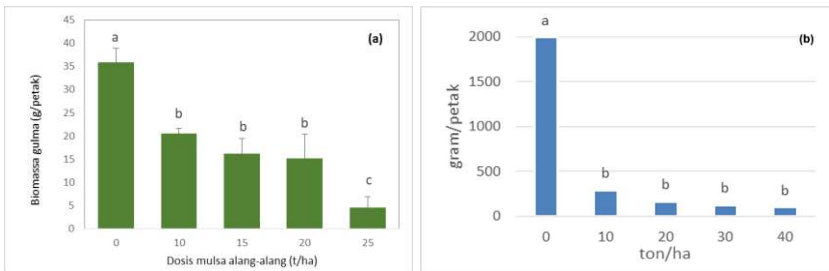 (a)
Biomassa gulma (g/petak)
45
40
35
30
25
20
15
10
5
0
a
b
b
b
c
0 10 15 20 25
Dosis mulsa alang-alang (t/ha)
(b)
gram/petak
2000
1500
1000
500
0
a
b
b
b
b
0 10 20 30 40
ton/ha